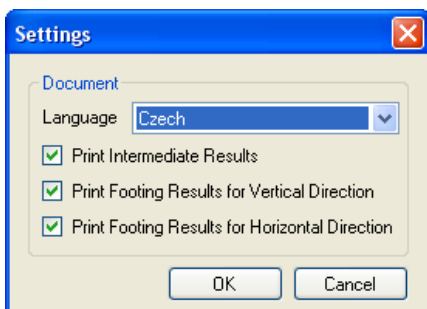 Settings
Document
Language Czech
Print Intermediate Results
Print Footing Results for Vertical Direction
Print Footing Results for Horizontal Direction
OK Cancel